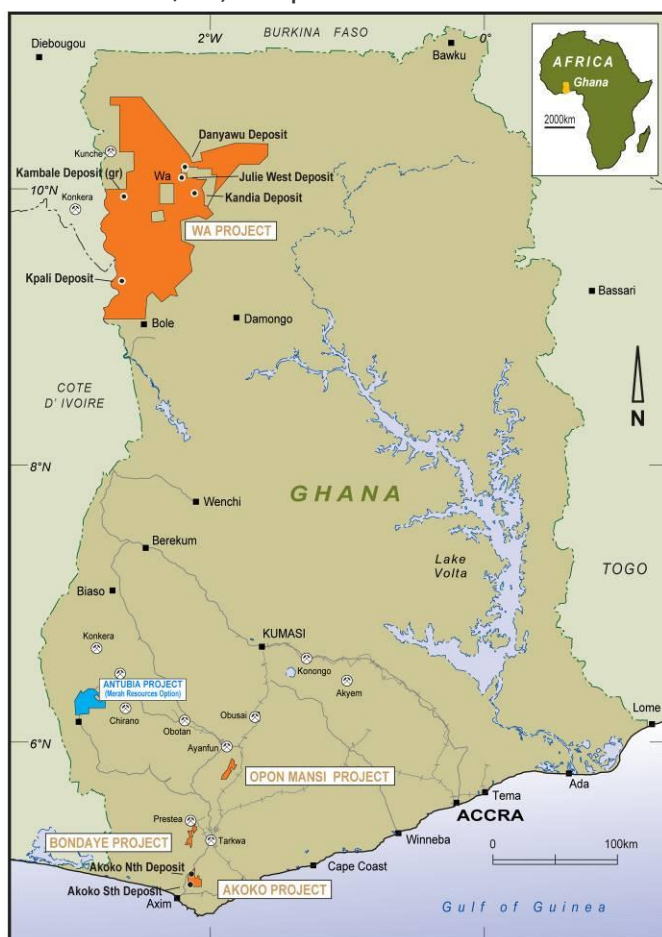 2°W
BURKINA FASO
0°
Diebougou
Bawku
AFRICA
Ghana
2000km
Danyawu Deposit
Kunche
Kambale Deposit (gr)
Wa
Julie West Deposit
10°N
Kandia Deposit
Konkera
WA PROJECT
Kpali Deposit
Bassari
Bole
Damongo
COTE
D' IVOIRE
N
8°N
GHANA
Wenchi
Berekum
Lake
Volta
TOGO
Biaso
Konkera
KUMASI
Konongo
ANTUBIA PROJECT
(Merah Resources Option)
Akyem
Chirano
Obotan
Obusai
Lome
6°N
Ayanfun
OPON MANSI PROJECT
Tema
Ada
ACCRA
Prestea
BONDAYE PROJECT
Tarkwa
Winneba
0
100km
Akoko Nth Deposit
Cape Coast
Akoko Sth Deposit
AKOKO PROJECT
Axim
Gulf of Guinea